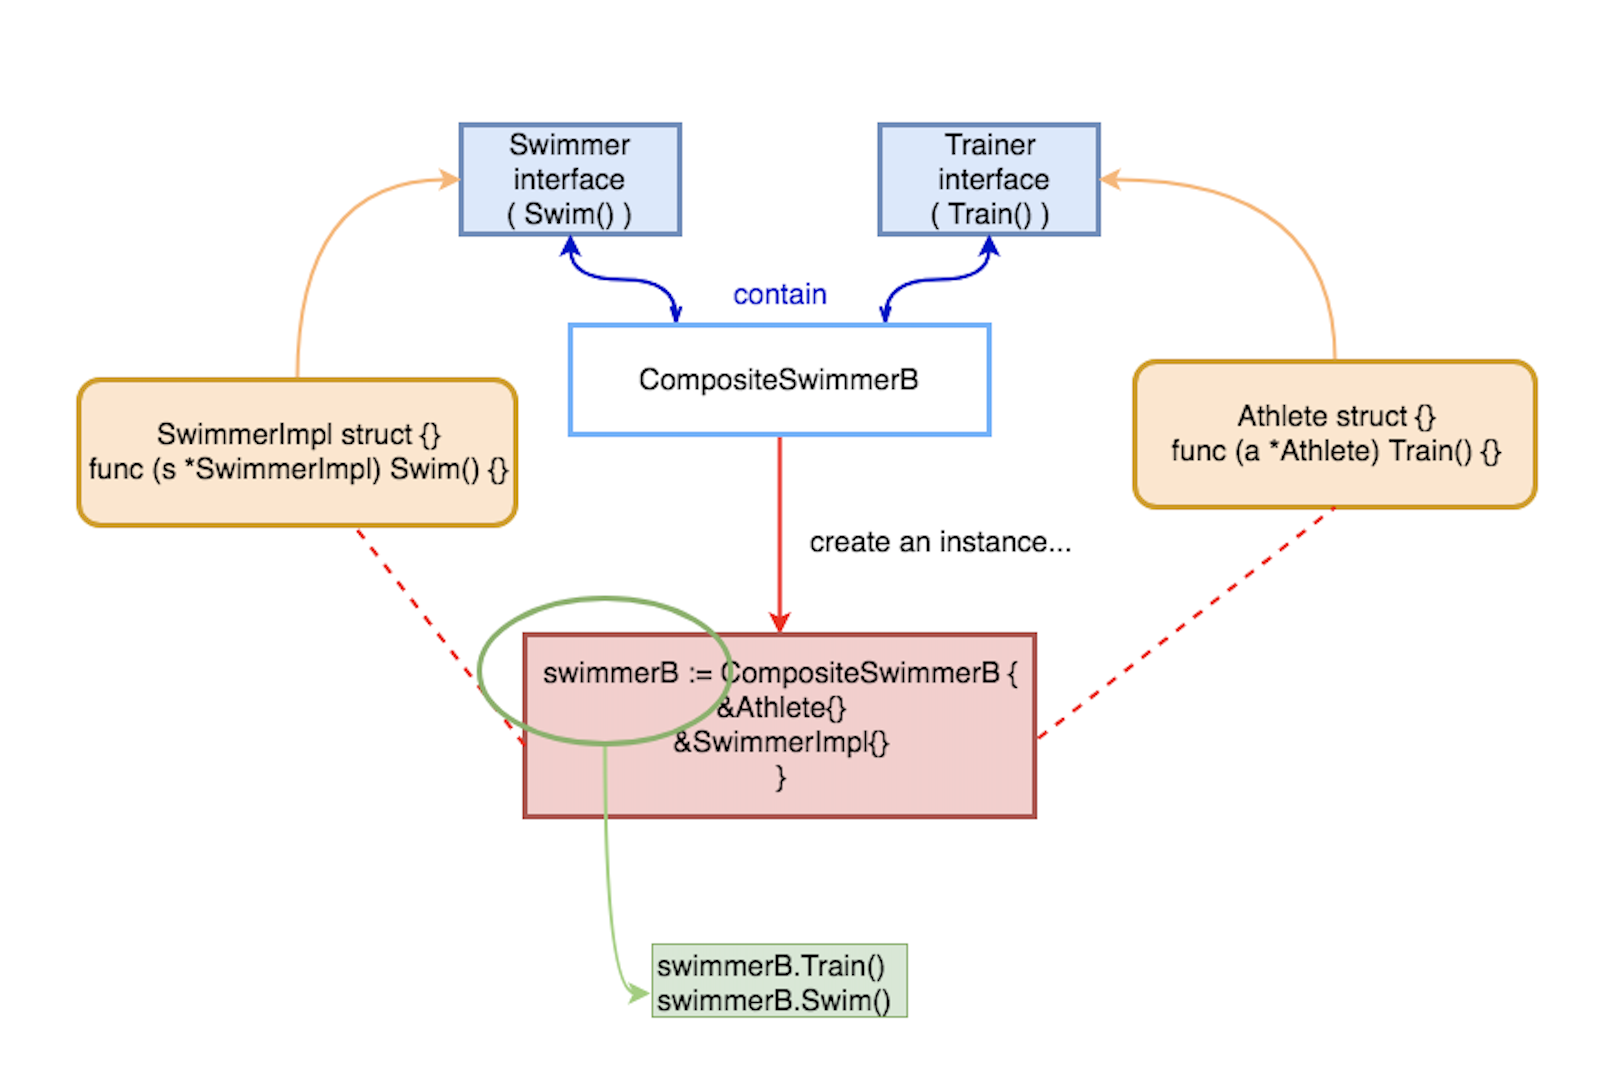 Swimmer
interface
( Swim() )
Trainer
interface
( Train() )
contain
CompositeSwimmerB
SwimmerImpl struct {}
func (s *SwimmerImpl) Swim() {}
Athlete struct {}
func (a *Athlete) Train() {}
create an instance...
swimmerB := CompositeSwimmerB {
&Athlete{}
&SwimmerImpl{}
}
swimmerB.Train()
swimmerB.Swim()